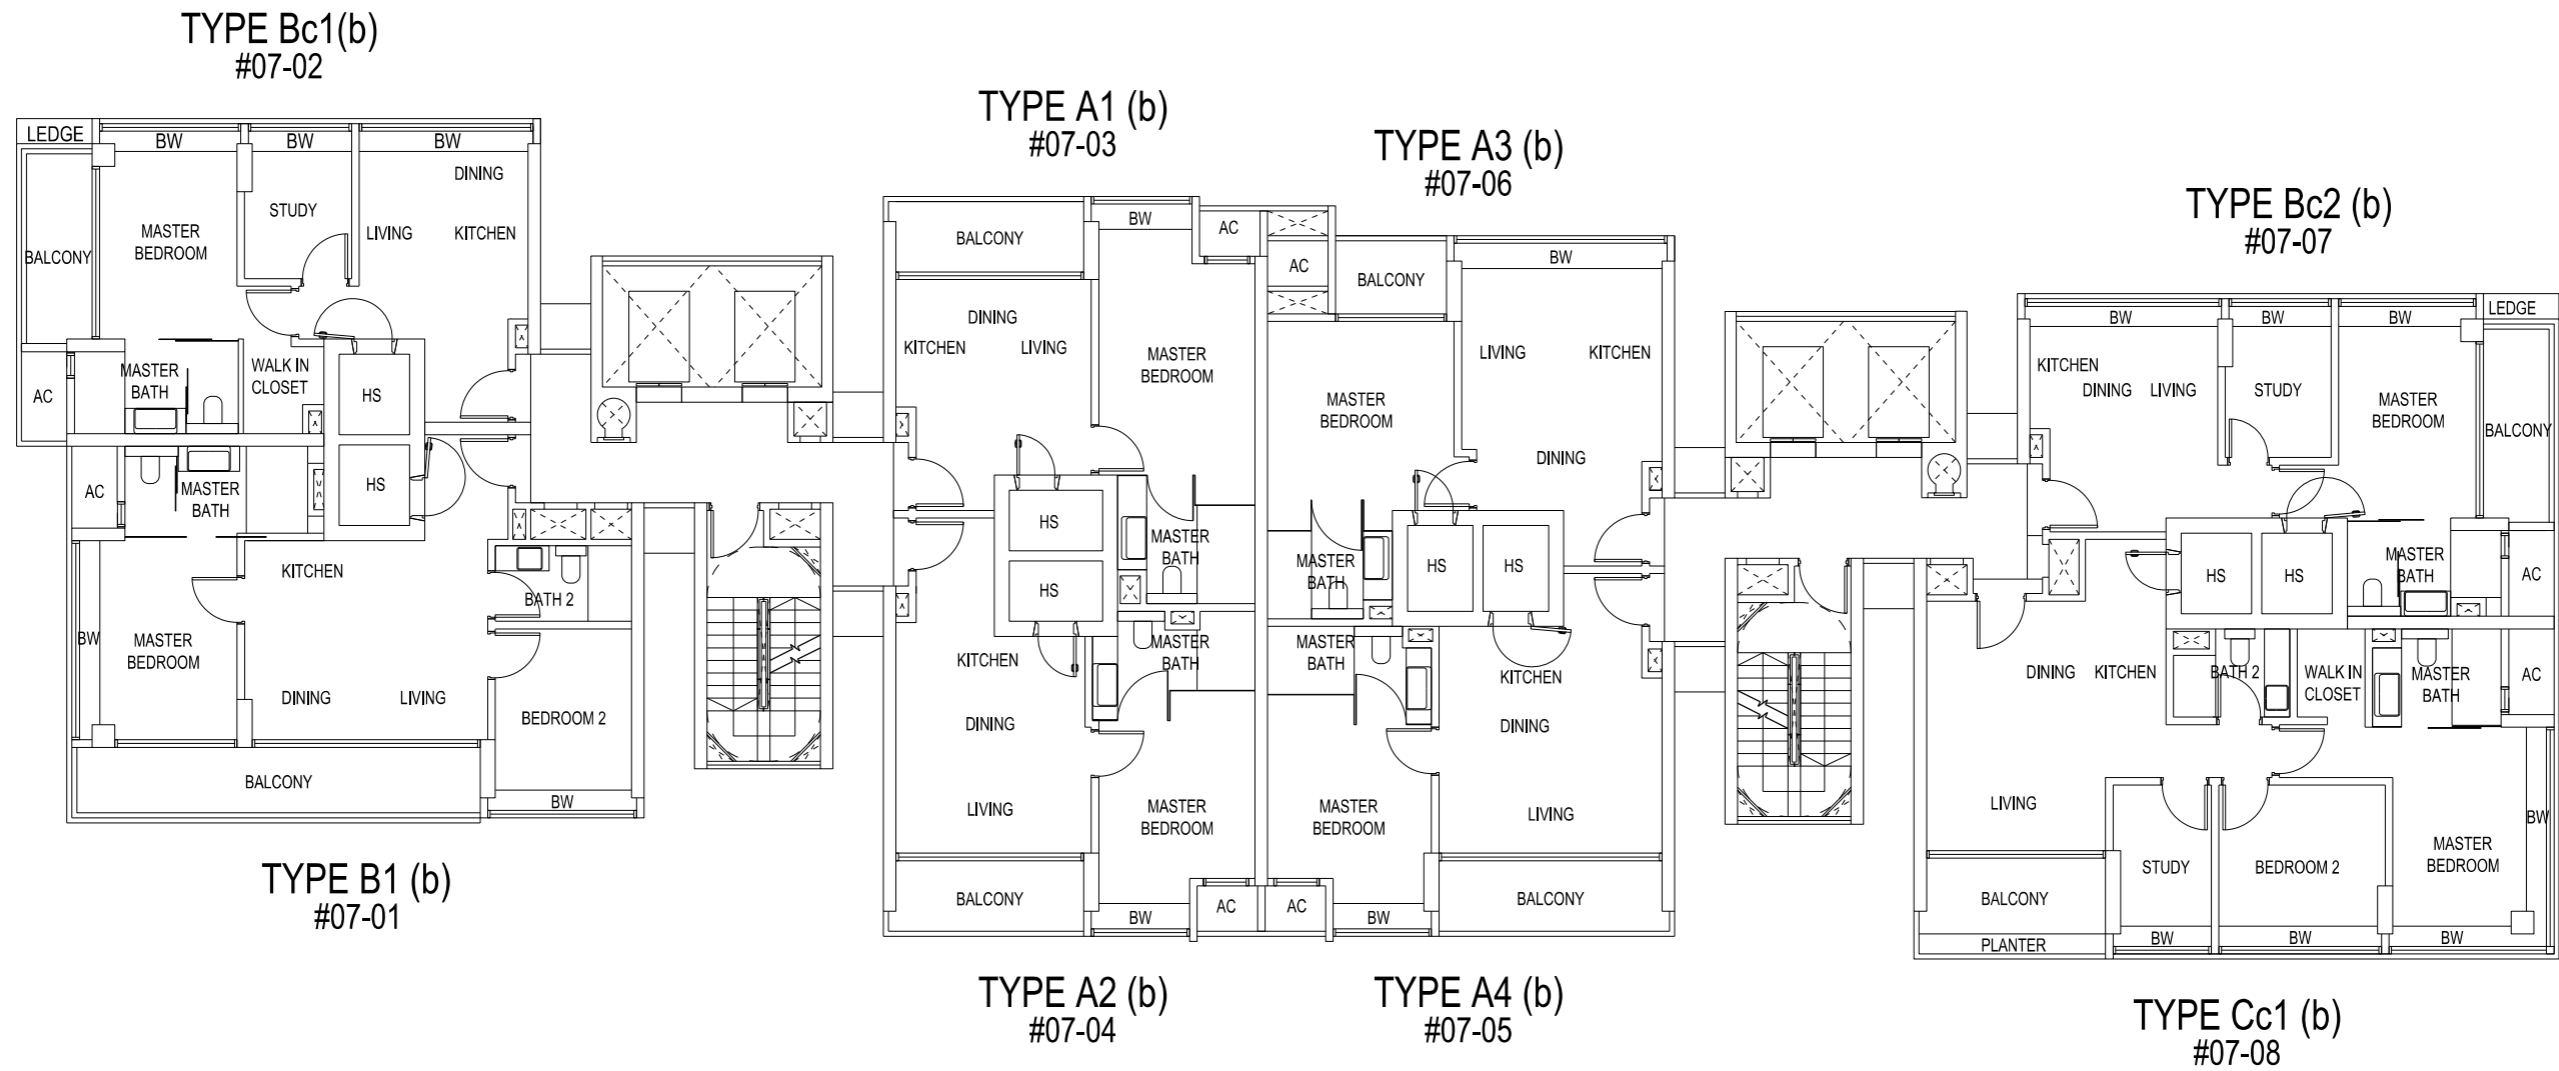 TYPE Bc1(b)
#07-02
LEDGE
BW
BW
BW
DINING
STUDY
MASTER
BEDROOM
LIVING
KITCHEN
BALCONY
MASTER
BATH
WALK IN
CLOSET
AC
HS
HS
AC
MASTER
BATH
KITCHEN
BATH 2
BW
MASTER
BEDROOM
DINING
LIVING
BEDROOM 2
BALCONY
BW
TYPE B1 (b)
#07-01
TYPE A1 (b)
#07-03
BALCONY
BW
AC
DINING
KITCHEN
LIVING
MASTER
BEDROOM
HS
MASTER
BATH
HS
MASTER
BATH
KITCHEN
DINING
LIVING
MASTER
BEDROOM
BALCONY
BW
AC
TYPE A2 (b)
#07-04
TYPE A3 (b)
#07-06
AC
BALCONY
BW
LIVING
KITCHEN
MASTER
BEDROOM
DINING
MASTER
BATH
HS
HS
MASTER
BATH
KITCHEN
DINING
MASTER
BEDROOM
LIVING
AC
BW
BALCONY
TYPE A4 (b)
#07-05
TYPE Bc2 (b)
#07-07
LEDGE
BW
BW
BW
KITCHEN
DINING
LIVING
STUDY
MASTER
BEDROOM
BALCONY
HS
HS
MASTER
BATH
AC
DINING
KITCHEN
BATH 2
WALK IN
CLOSET
MASTER
BATH
AC
LIVING
BW
STUDY
BEDROOM 2
MASTER
BEDROOM
BALCONY
PLANTER
BW
BW
BW
TYPE Cc1 (b)
#07-08